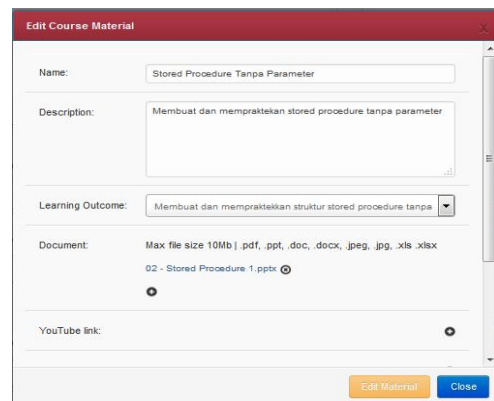 Edit Course Material
x
Name:
Stored Procedure Tanpa Parameter
Description:
Membuat dan mempraktekan stored procedure tanpa parameter
Learning Outcome:
Membuat dan mempraktekkan struktur stored procedure tanpa
Document:
Max file size 10Mb | .pdf, .ppt, .doc, .docx, .jpeg, .jpg, .xls .xlsx
02 - Stored Procedure 1.pptx
YouTube link:
Edit Material
Close